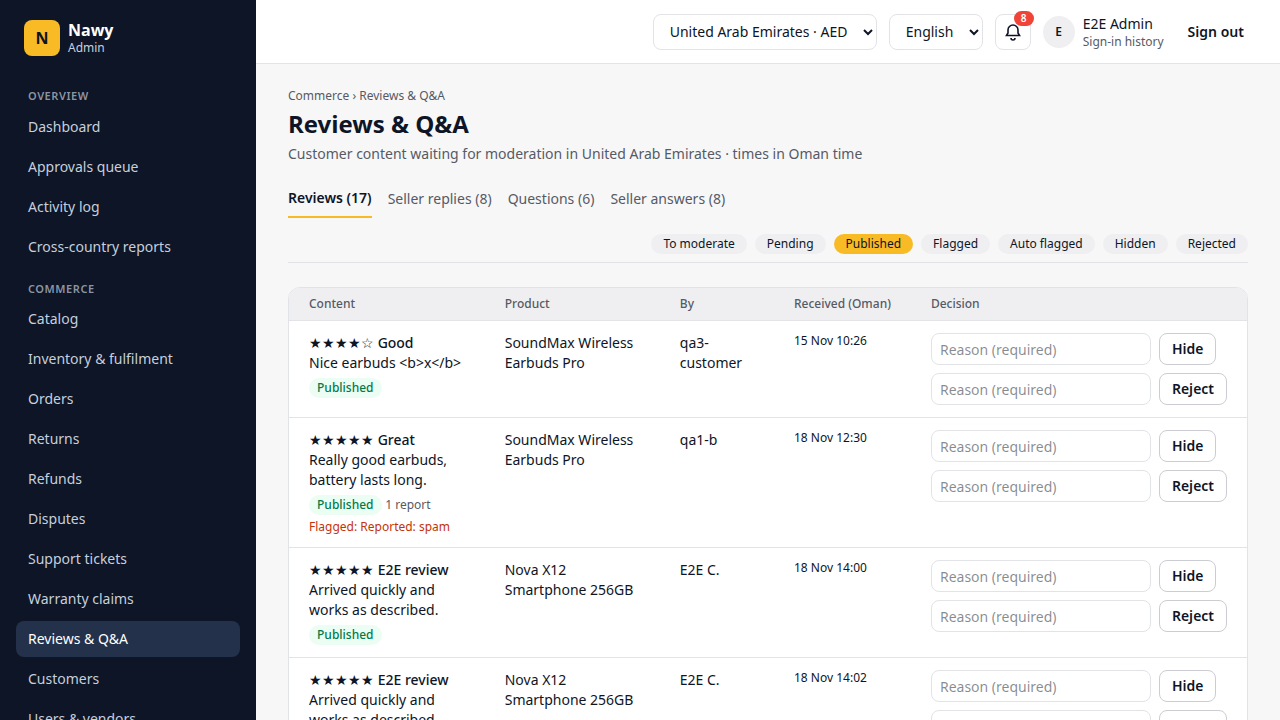 N
Nawy
Admin
OVERVIEW
Dashboard
Approvals queue
Activity log
Cross-country reports
COMMERCE
Catalog
Inventory & fulfilment
Orders
Returns
Refunds
Disputes
Support tickets
Warranty claims
Reviews & Q&A
Customers
Users & vendors
United Arab Emirates · AED
English
8
E
E2E Admin
Sign-in history
Sign out
Commerce › Reviews & Q&A
Reviews & Q&A
Customer content waiting for moderation in United Arab Emirates · times in Oman time
Reviews (17) Seller replies (8) Questions (6) Seller answers (8)
To moderate Pending Published Flagged Auto flagged Hidden Rejected
Content Product By Received (Oman) Decision
★★★★☆ Good
Nice earbuds <b>x</b>
Published
SoundMax Wireless
Earbuds Pro
qa3-
customer
15 Nov 10:26
Reason (required) Hide
Reason (required) Reject
★★★★★ Great
Really good earbuds,
battery lasts long.
Published 1 report
Flagged: Reported: spam
SoundMax Wireless
Earbuds Pro
qa1-b
18 Nov 12:30
Reason (required) Hide
Reason (required) Reject
★★★★★ E2E review
Arrived quickly and
works as described.
Published
Nova X12
Smartphone 256GB
E2E C.
18 Nov 14:00
Reason (required) Hide
Reason (required) Reject
★★★★★ E2E review
Arrived quickly and
works as described.
Nova X12
Smartphone 256GB
E2E C.
18 Nov 14:02
Reason (required) Hide